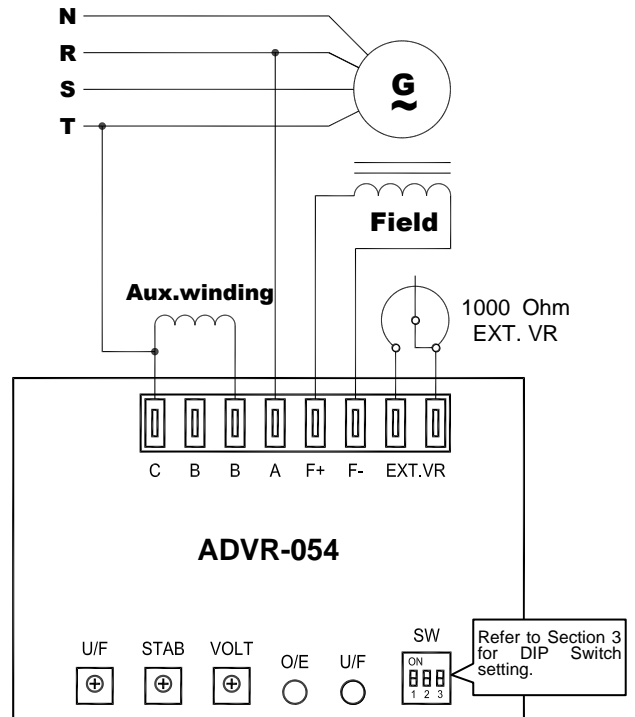 N
R
S
T
G
~
Field
Aux.winding
1000 Ohm
EXT. VR
C B B A F+ F- EXT.VR
ADVR-054
U/F STAB VOLT O/E U/F SW
ON
1 2 3
Refer to Section 3
for DIP Switch
setting.